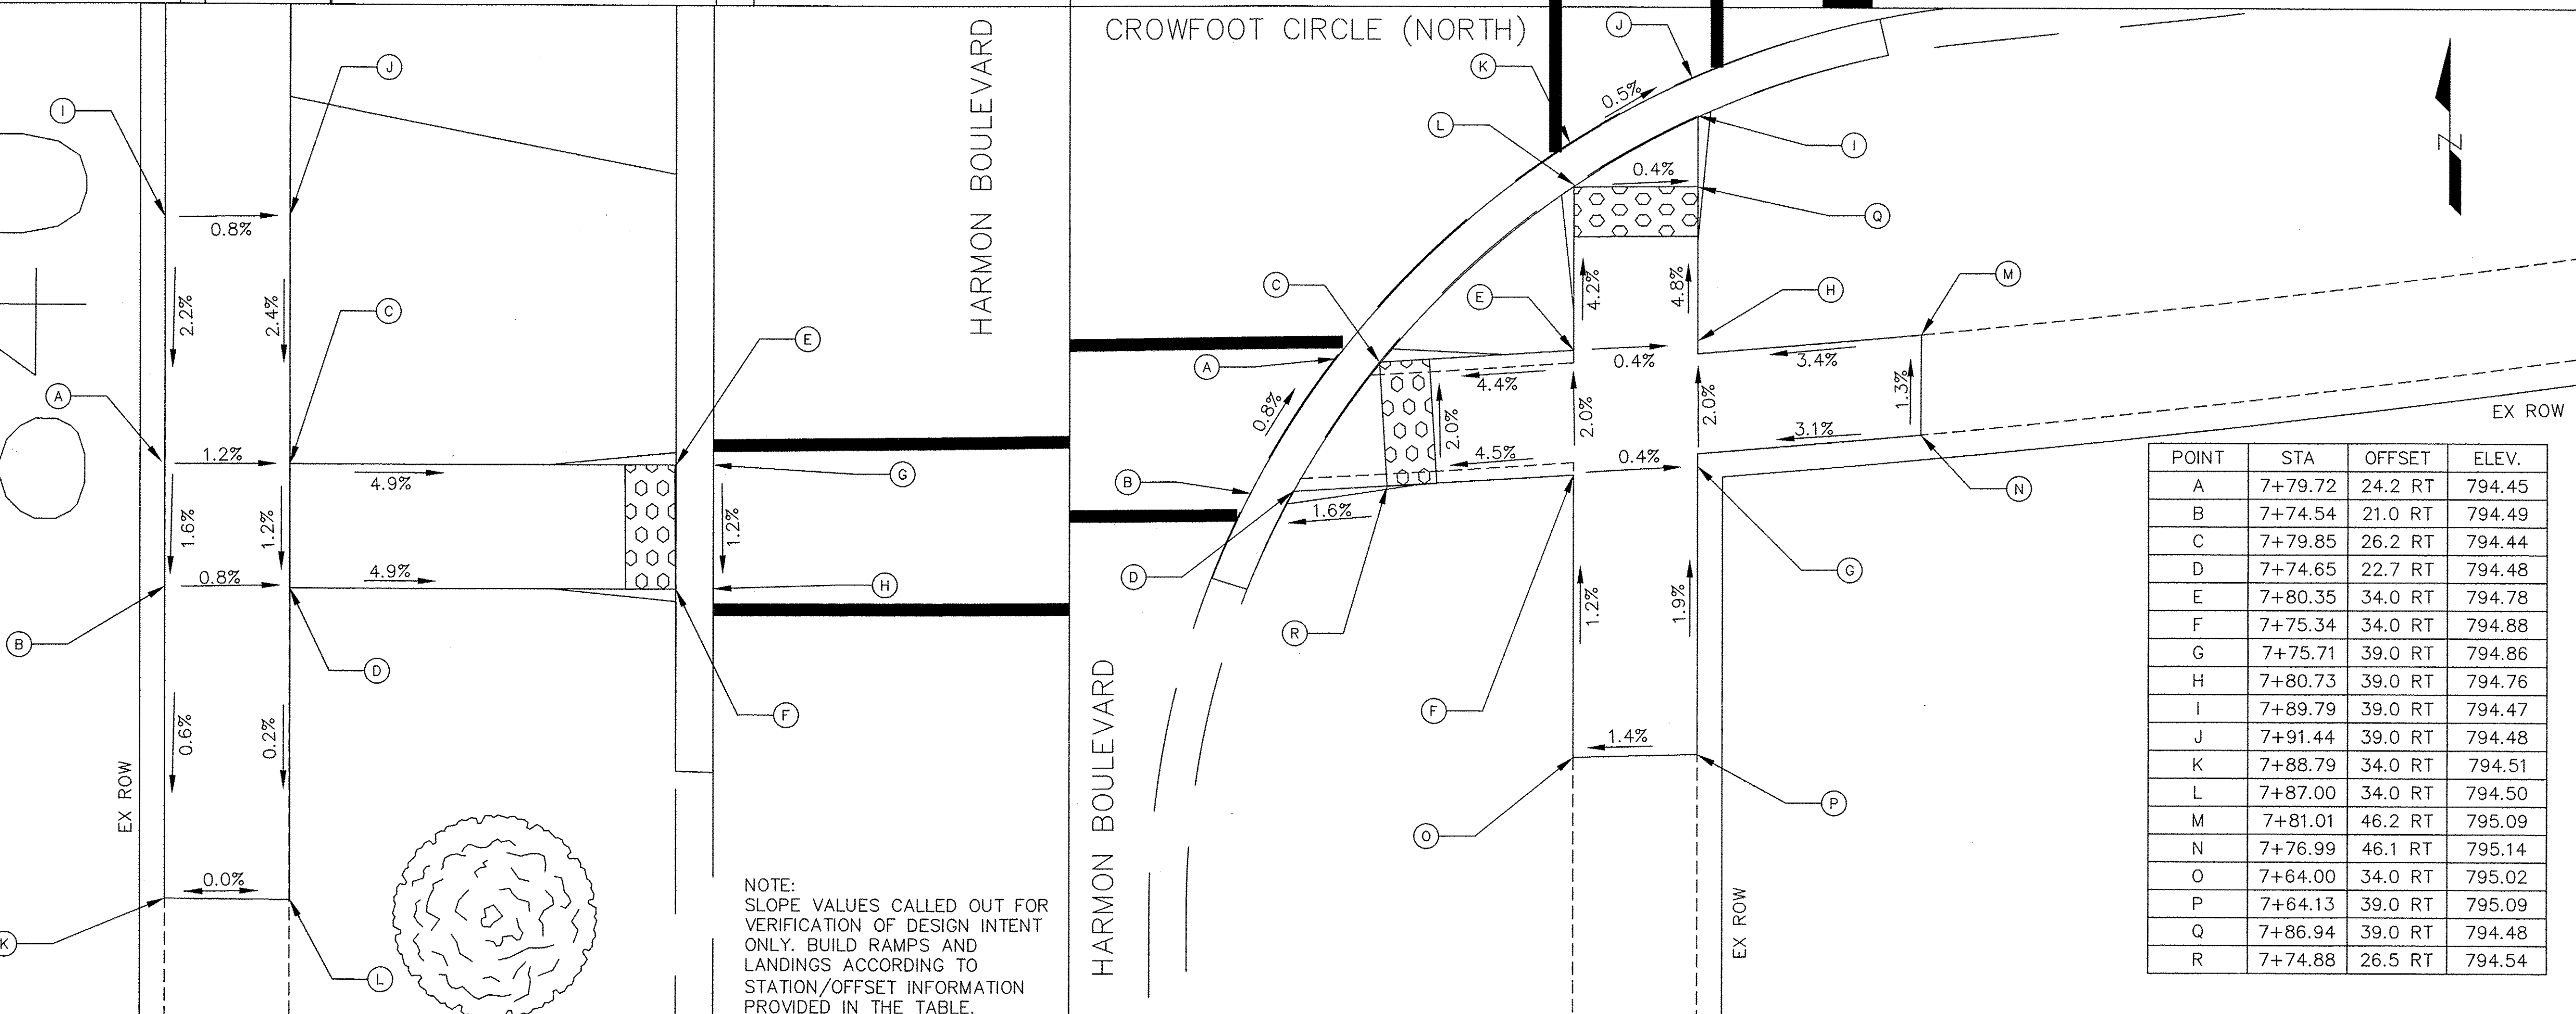 CROWFOOT CIRCLE (NORTH)
HARMON BOULEVARD
J
I
0.8%
2.2%
2.4%
C
A
E
1.2%
4.9%
G
1.6%
1.2%
1.2%
0.8%
4.9%
H
B
D
F
0.6%
0.2%
EX ROW
0.0%
K
L
NOTE:
SLOPE VALUES CALLED OUT FOR
VERIFICATION OF DESIGN INTENT
ONLY. BUILD RAMPS AND
LANDINGS ACCORDING TO
STATION/OFFSET INFORMATION
PROVIDED IN THE TABLE.
J
K
0.5%
L
I
0.4%
Q
N
C
E
4.2%
4.8%
H
M
A
0.4%
3.4%
4.4%
0.8%
2.0%
2.0%
2.0%
1.3%
B
4.5%
0.4%
3.1%
EX ROW
N
1.6%
D
G
R
1.2%
1.9%
F
1.4%
HARMON BOULEVARD
O
P
EX ROW
POINT STA OFFSET ELEV.
A 7+79.72 24.2 RT 794.45
B 7+74.54 21.0 RT 794.49
C 7+79.85 26.2 RT 794.44
D 7+74.65 22.7 RT 794.48
E 7+80.35 34.0 RT 794.78
F 7+75.34 34.0 RT 794.88
G 7+75.71 39.0 RT 794.86
H 7+80.73 39.0 RT 794.76
I 7+89.79 39.0 RT 794.47
J 7+91.44 39.0 RT 794.48
K 7+88.79 34.0 RT 794.51
L 7+87.00 34.0 RT 794.50
M 7+81.01 46.2 RT 795.09
N 7+76.99 46.1 RT 795.14
O 7+64.00 34.0 RT 795.02
P 7+64.13 39.0 RT 795.09
Q 7+86.94 39.0 RT 794.48
R 7+74.88 26.5 RT 794.54